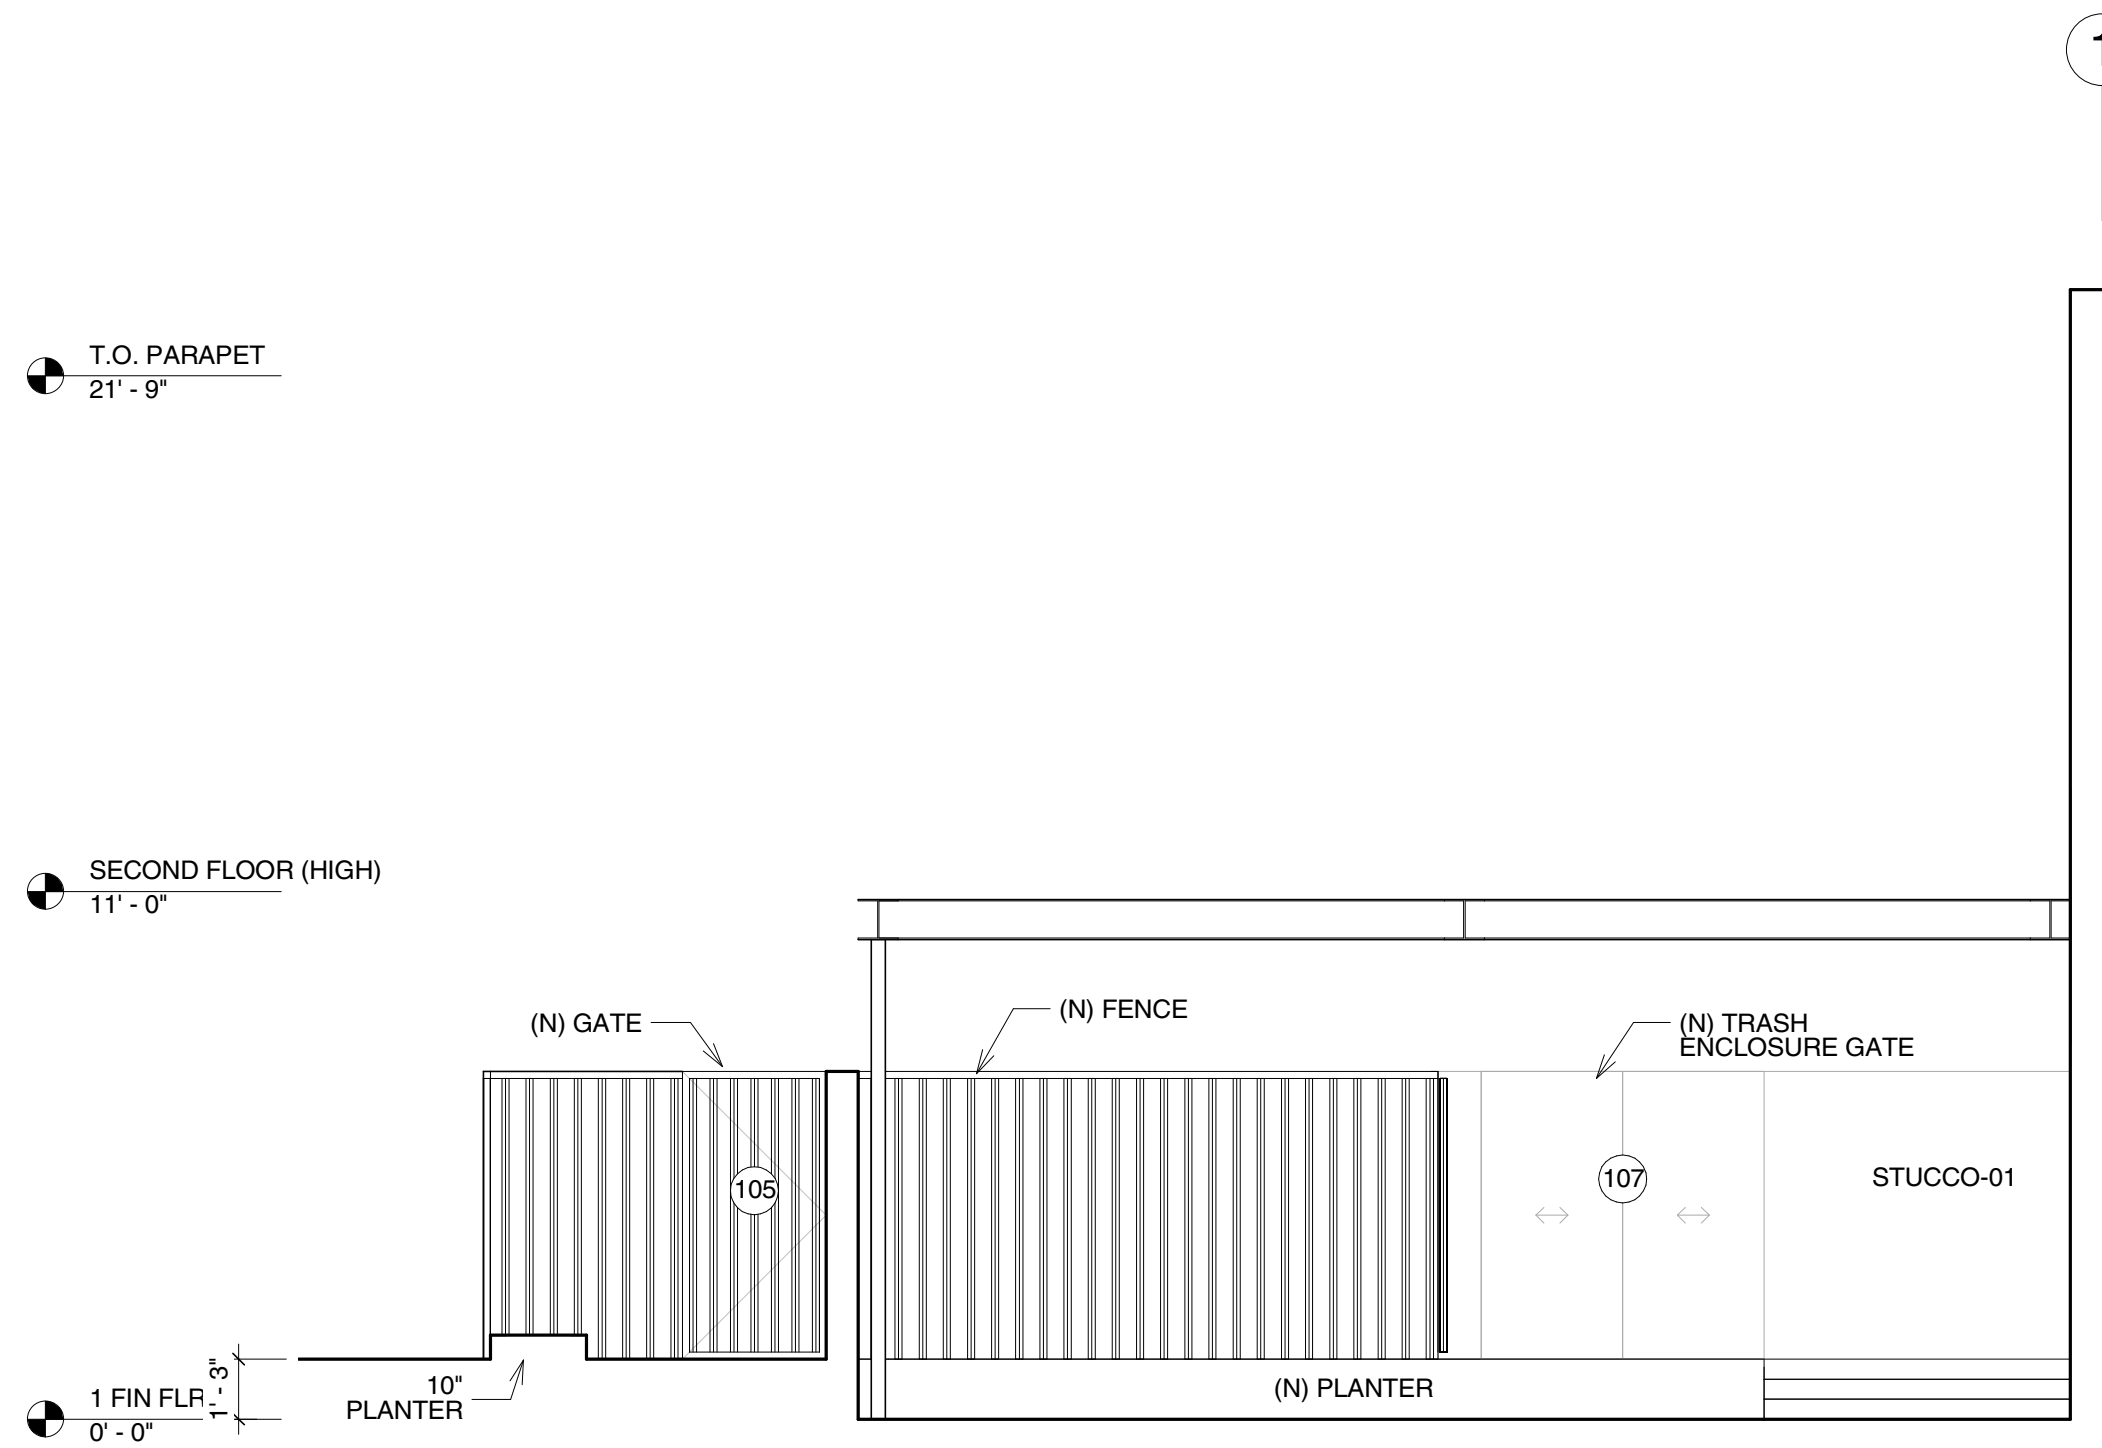 1
T.O. PARAPET
21' - 9"
SECOND FLOOR (HIGH)
11' - 0"
(N) GATE
(N) FENCE
(N) TRASH
ENCLOSURE GATE
105
107
STUCCO-01
1' - 3"
10"
PLANTER
(N) PLANTER
1 FIN FLR
0' - 0"